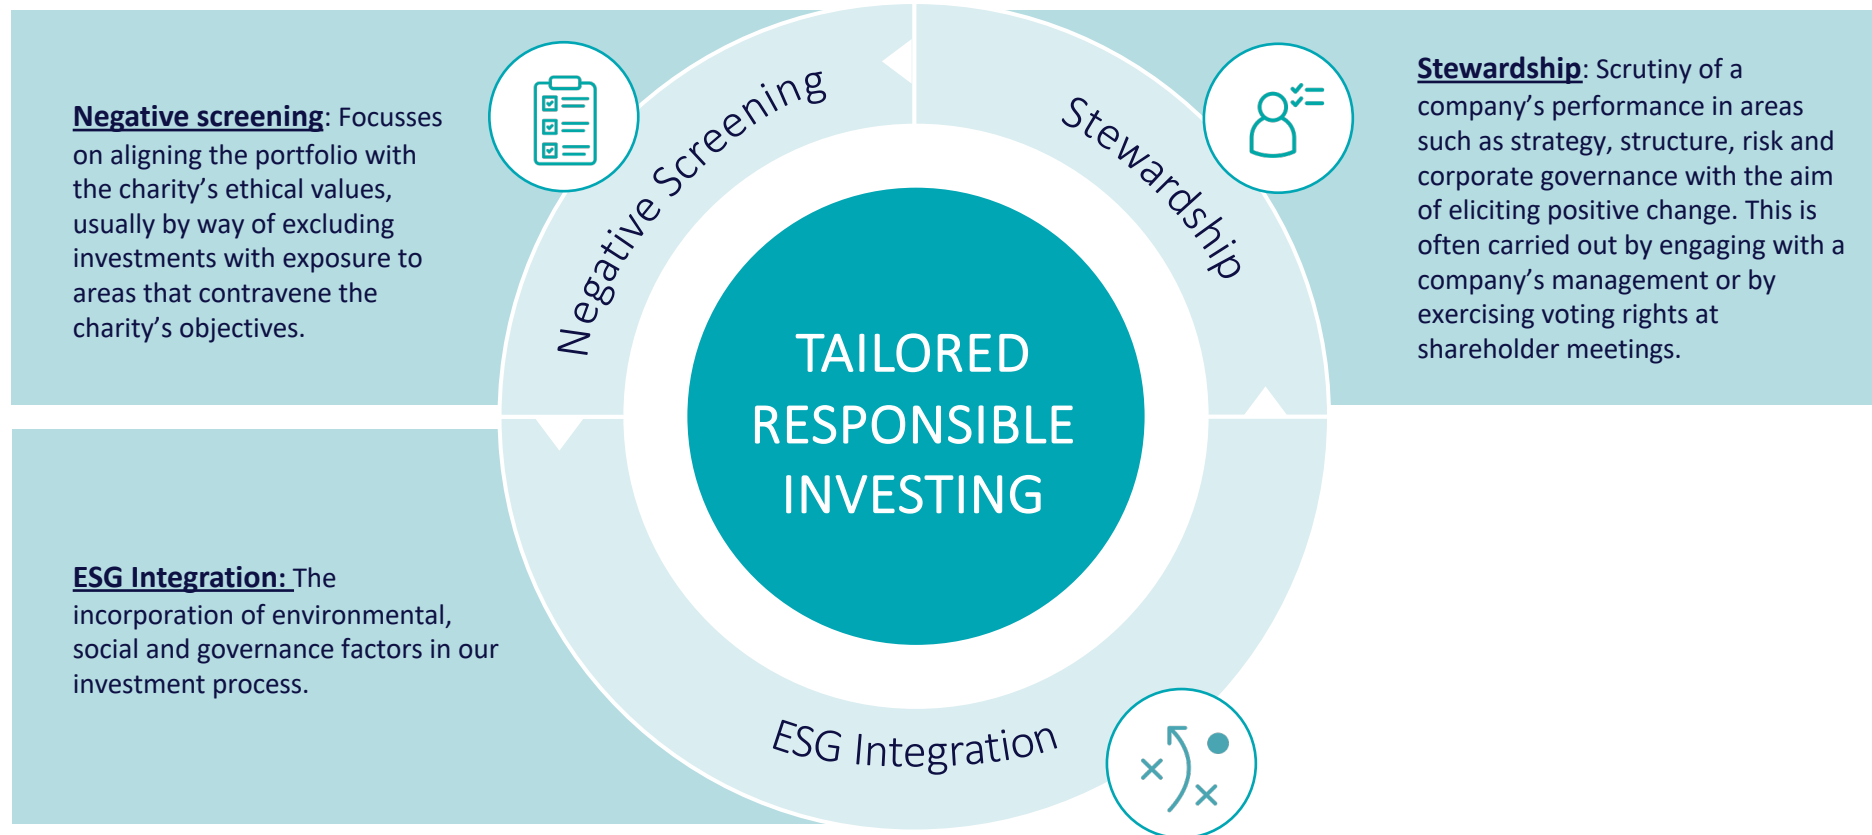 Negative screening: Focusses
on aligning the portfolio with
the charity’s ethical values,
usually by way of excluding
investments with exposure to
areas that contravene the
charity’s objectives.
Negative Screening
Stewardship
Stewardship: Scrutiny of a
company’s performance in areas
such as strategy, structure, risk and
corporate governance with the aim
of eliciting positive change. This is
often carried out by engaging with a
company’s management or by
exercising voting rights at
shareholder meetings.
TAILORED
RESPONSIBLE
INVESTING
ESG Integration: The
incorporation of environmental,
social and governance factors in our
investment process.
ESG Integration